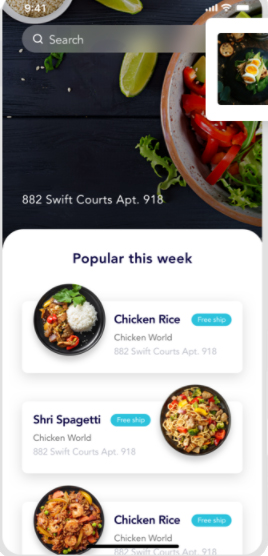 9:41
Search
882 Swift Courts Apt. 918
Popular this week
Chicken Rice Free ship
Chicken World
882 Swift Courts Apt. 918
Shri Spagetti Free ship
Chicken World
882 Swift Courts Apt. 918
Chicken Rice Free ship
Chicken World
882 Swift Courts Apt. 918